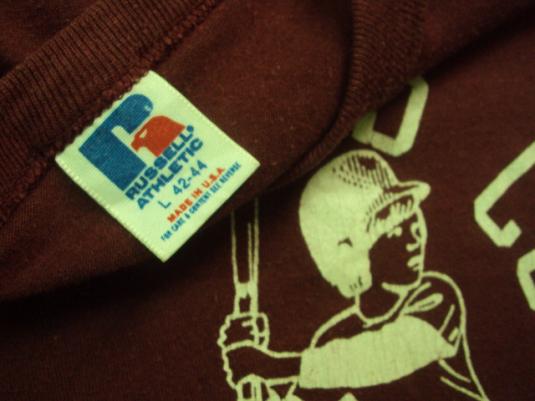 RUSSELL
ATHLETIC
L 42-44
MADE IN U.S.A
FOR CARE & CONTENT SEE REVERSE